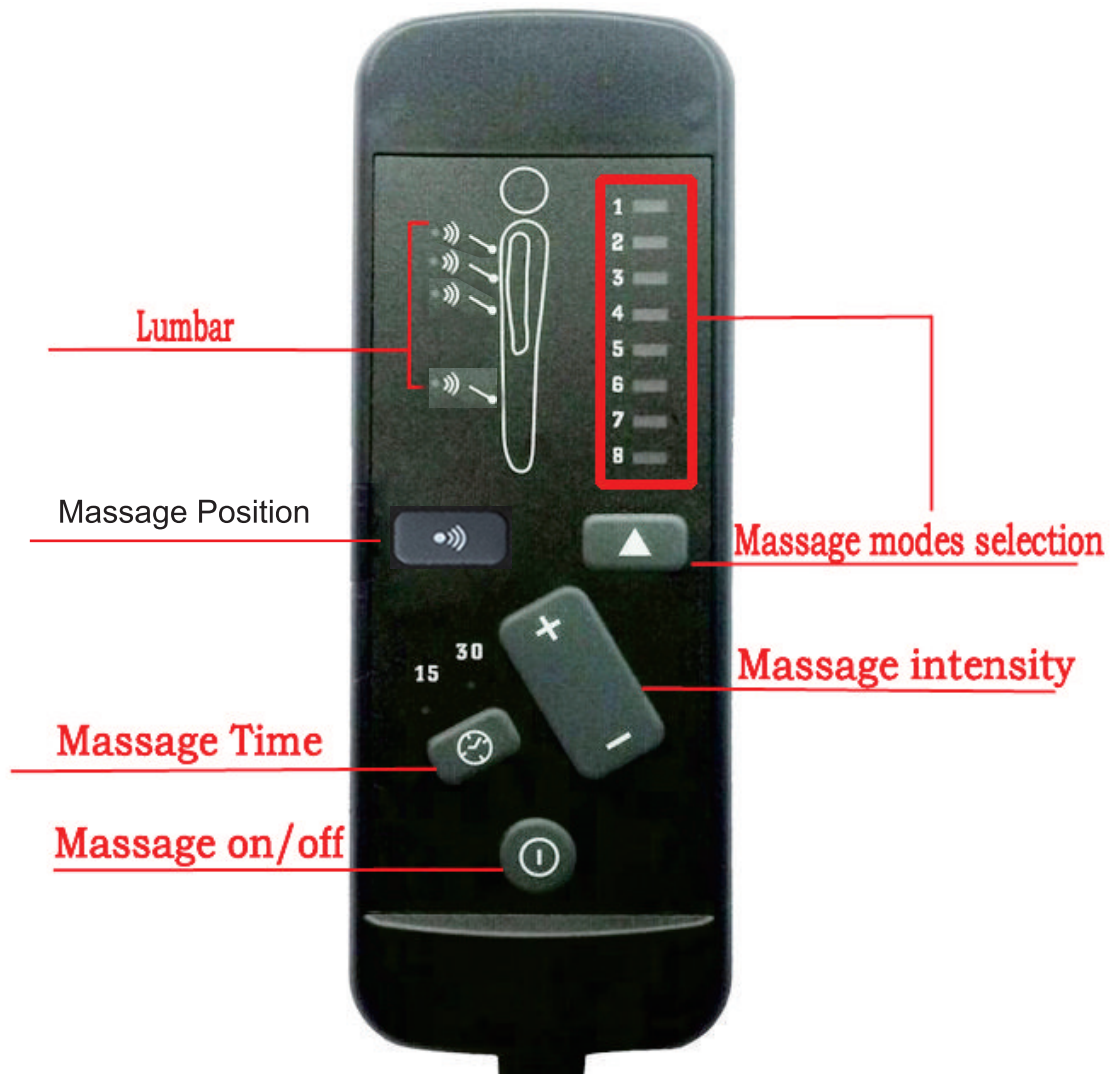 1
2
3
4
5
6
7
8
Lumbar
Massage Position
Massage modes selection
+
30
15
Massage intensity
−
Massage Time
Massage on/off